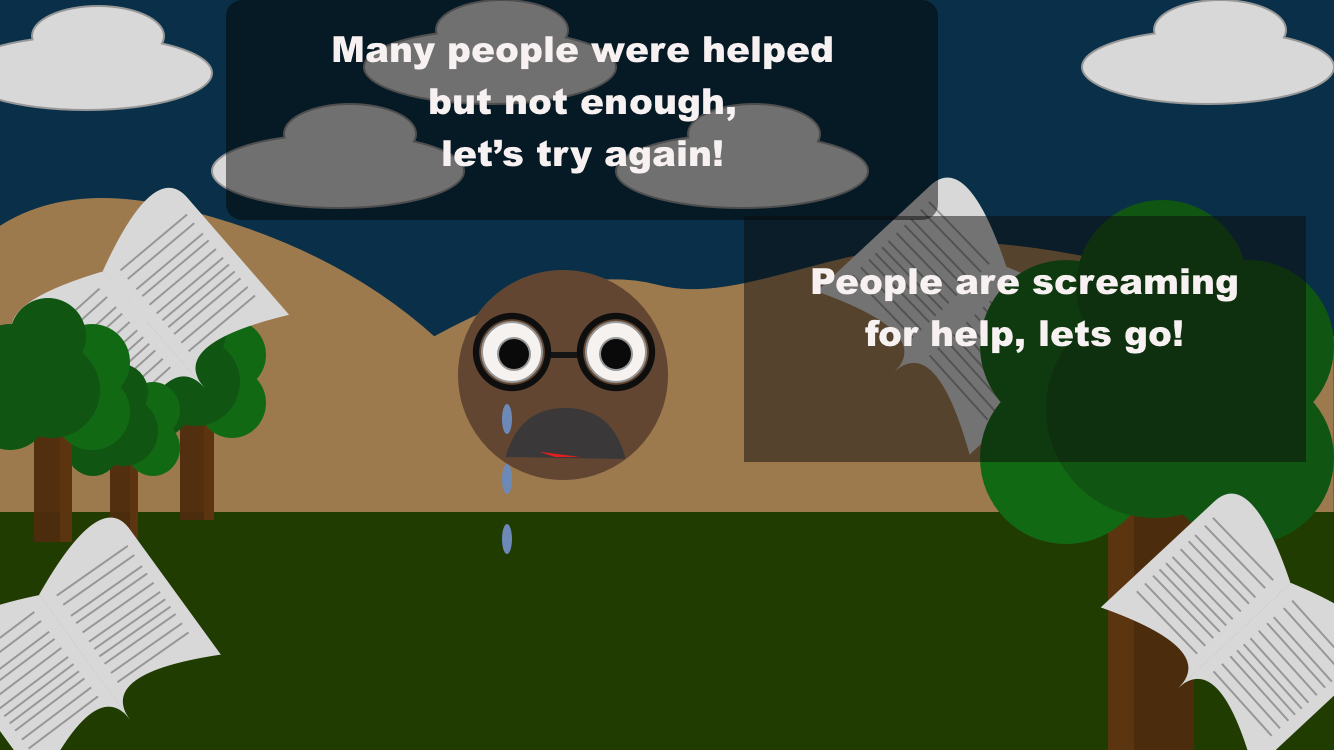 Many people were helped
but not enough,
let’s try again!
People are screaming
for help, lets go!